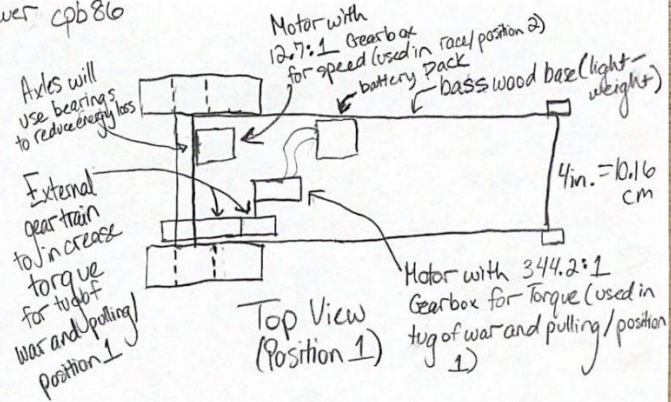 cpb86
Motor with
12.7:1 Gearbox
for speed (used in race/position 2)
battery pack
basswood base (light-
weight)
Axles will
use bearings
to reduce energy loss
External
gear train
to increase
torque
for tug of
war and pulling/
position 1
4in. = 10.16
cm
Motor with 344.2:1
Gearbox for Torque (used in
tug of war and pulling/position
1)
Top View
(Position 1)